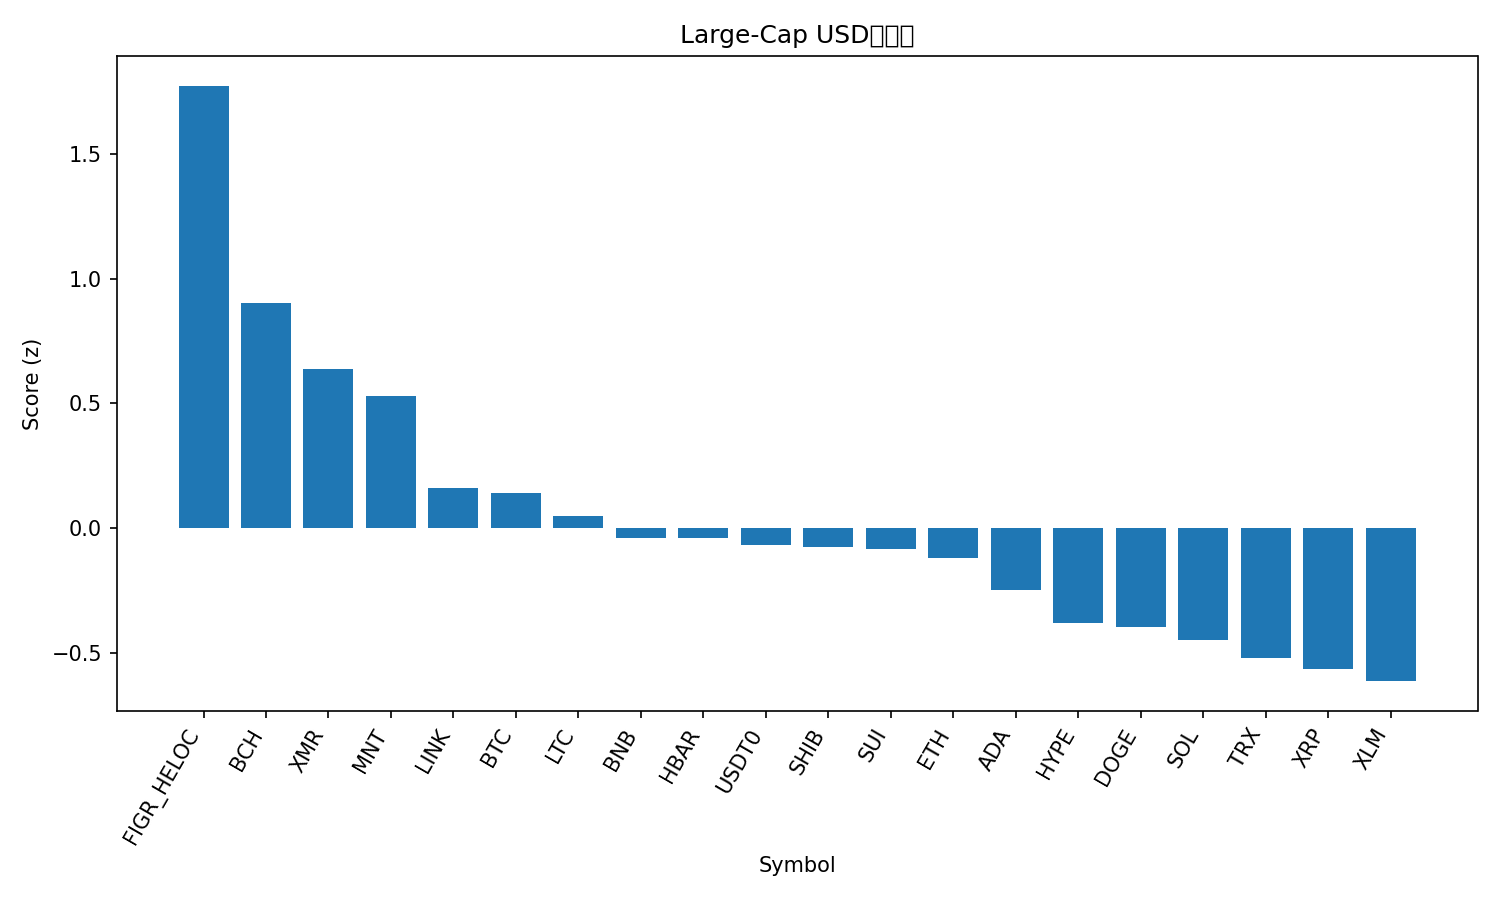 Large-Cap USD
1.5
1.0
0.5
0.0
−0.5
Score (z)
FIGR_HELOC
BCH
XMR
MNT
LINK
BTC
LTC
BNB
HBAR
USDT0
SHIB
SUI
ETH
ADA
HYPE
DOGE
SOL
TRX
XRP
XLM
Symbol